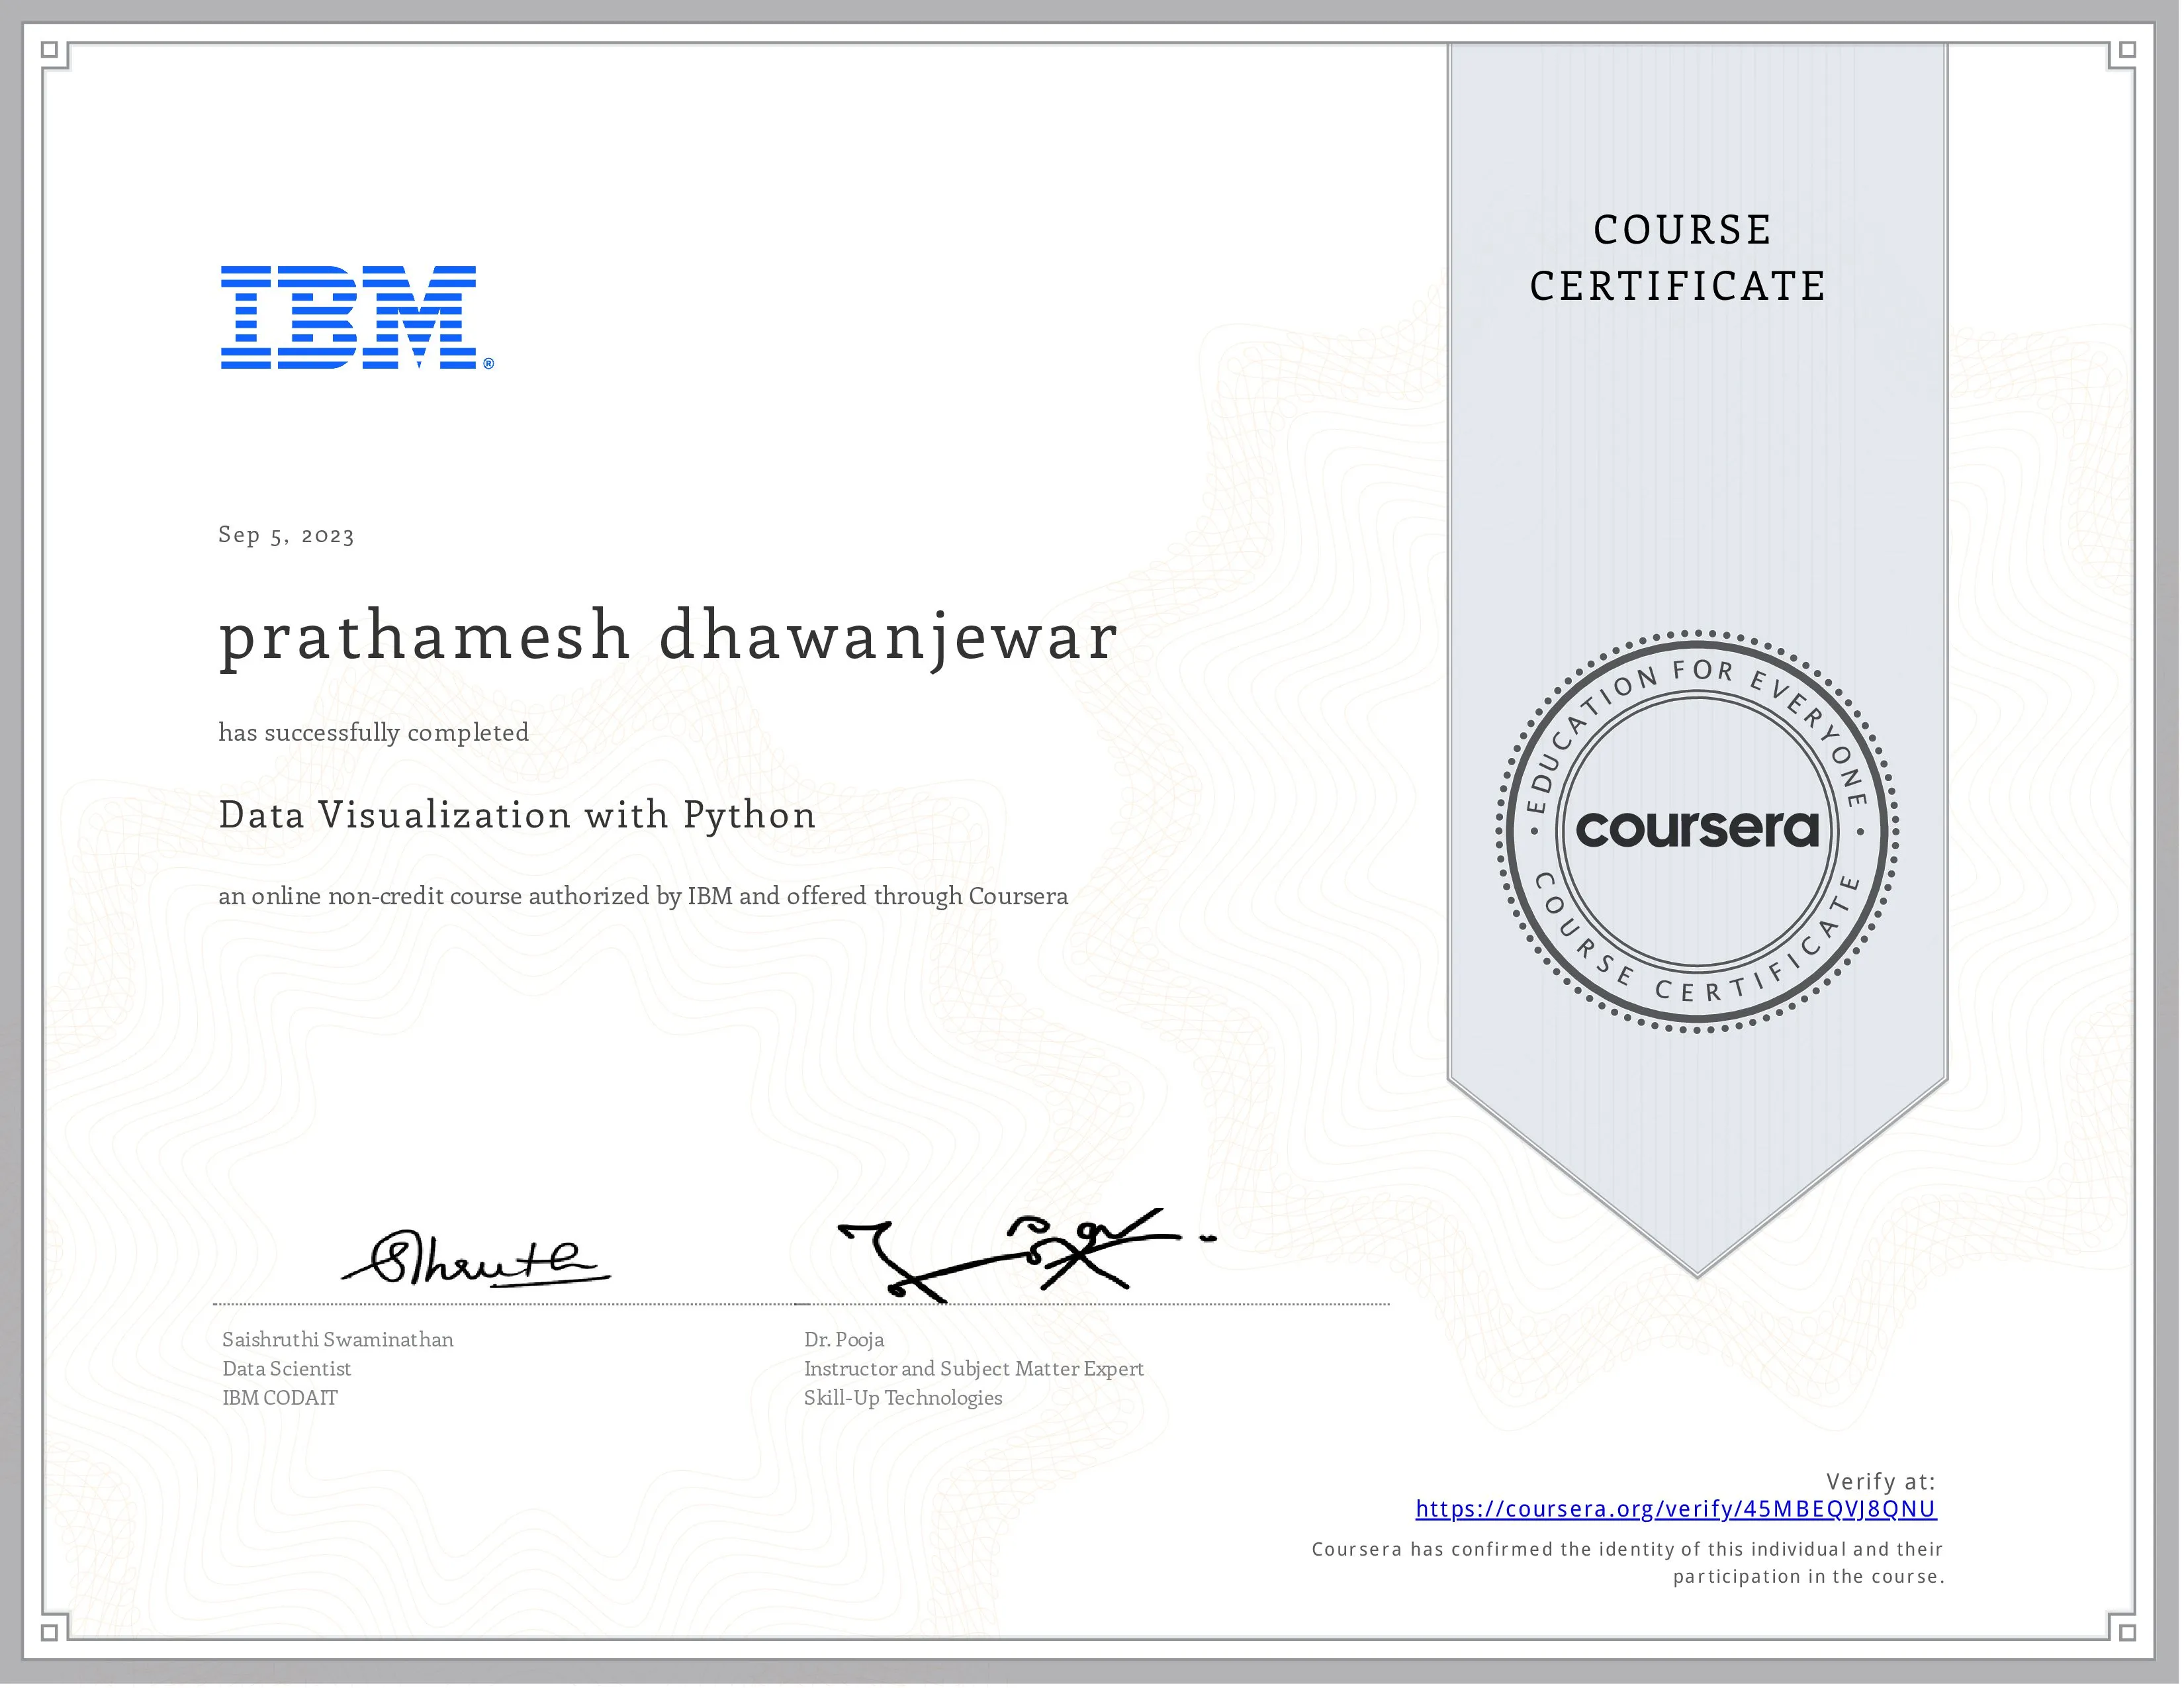 IBM®
COURSE
CERTIFICATE
Sep 5, 2023
prathamesh dhawanjewar
has successfully completed
Data Visualization with Python
an online non-credit course authorized by IBM and offered through Coursera
EDUCATION FOR EVERYONE
coursera
COURSE CERTIFICATE
Saishruthi Swaminathan
Data Scientist
IBM CODAIT
Dr. Pooja
Instructor and Subject Matter Expert
Skill-Up Technologies
Verify at:
https://coursera.org/verify/45MBEQVJ8QNU
Coursera has confirmed the identity of this individual and their
participation in the course.